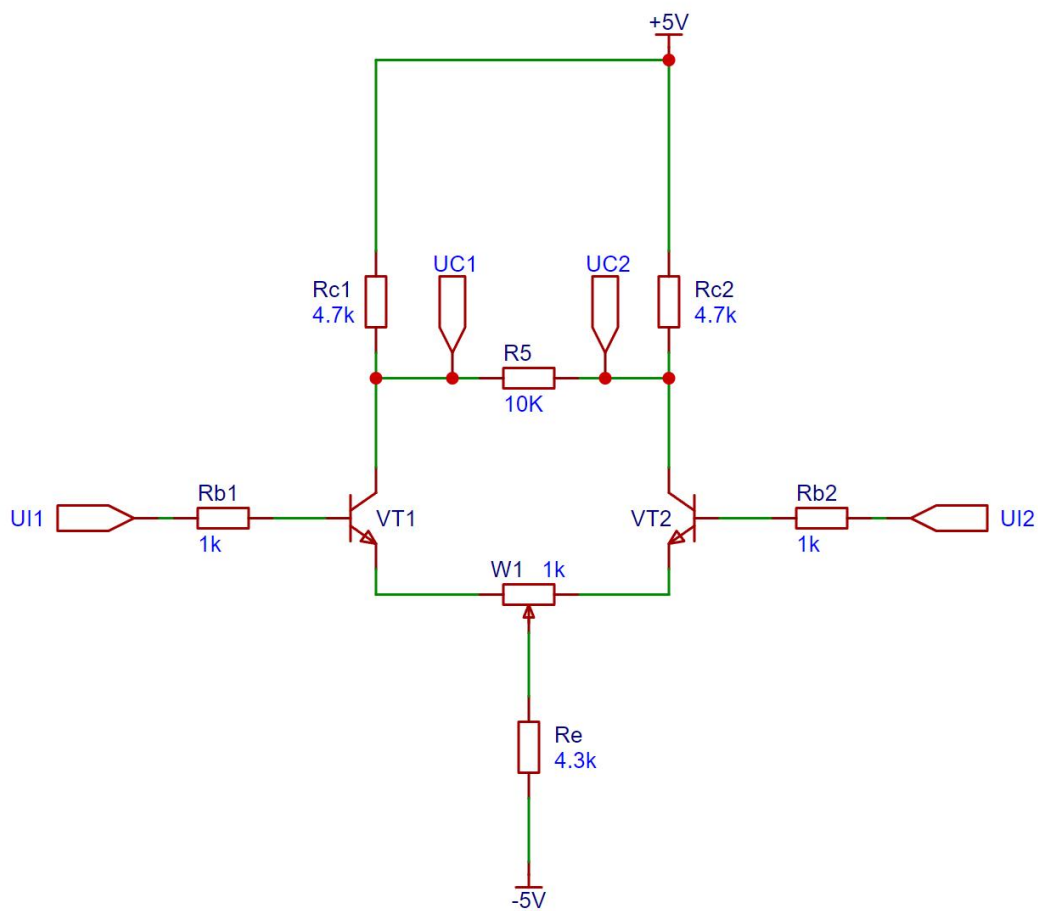 +5V
UC1
UC2
Rc1
4.7k
Rc2
4.7k
R5
10K
UI1
Rb1
1k
VT1
VT2
Rb2
1k
UI2
W1 1k
Re
4.3k
-5V